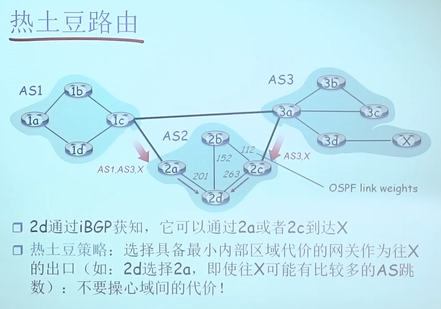 热土豆路由
AS1
1b
1a
1c
1d
AS2
2b
2a
2c
2d
AS3
3b
3a
3c
3d
X
AS1,AS3,X
AS3,X
201
152
112
263
OSPF link weights
2d通过iBGP获知，它可以通过2a或者2c到达X
热土豆策略：选择具备最小内部区域代价的网关作为往X
的出口（如：2d选择2a，即使往X可能有比较多的AS跳
数）：不要操心域间的代价！